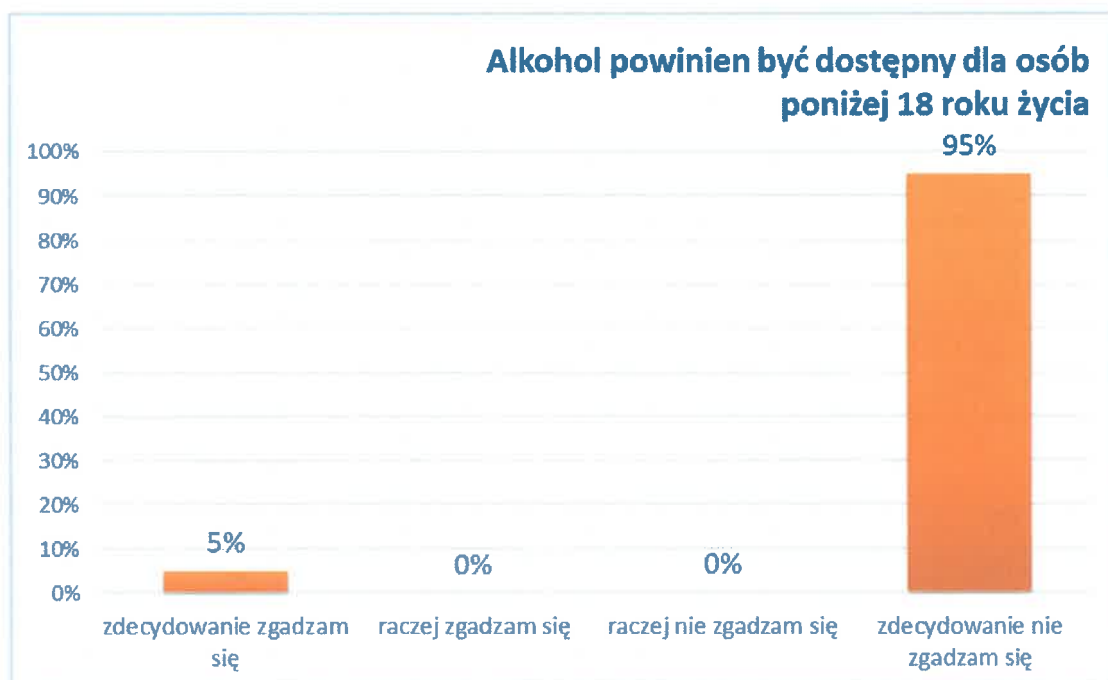 Alkohol powinien być dostępny dla osób
poniżej 18 roku życia
100%
90%
80%
70%
60%
50%
40%
30%
20%
10%
0%
5%
0%
0%
95%
zdecydowanie zgadzam
się
raczej zgadzam się
raczej nie zgadzam się
zdecydowanie nie
zgadzam się